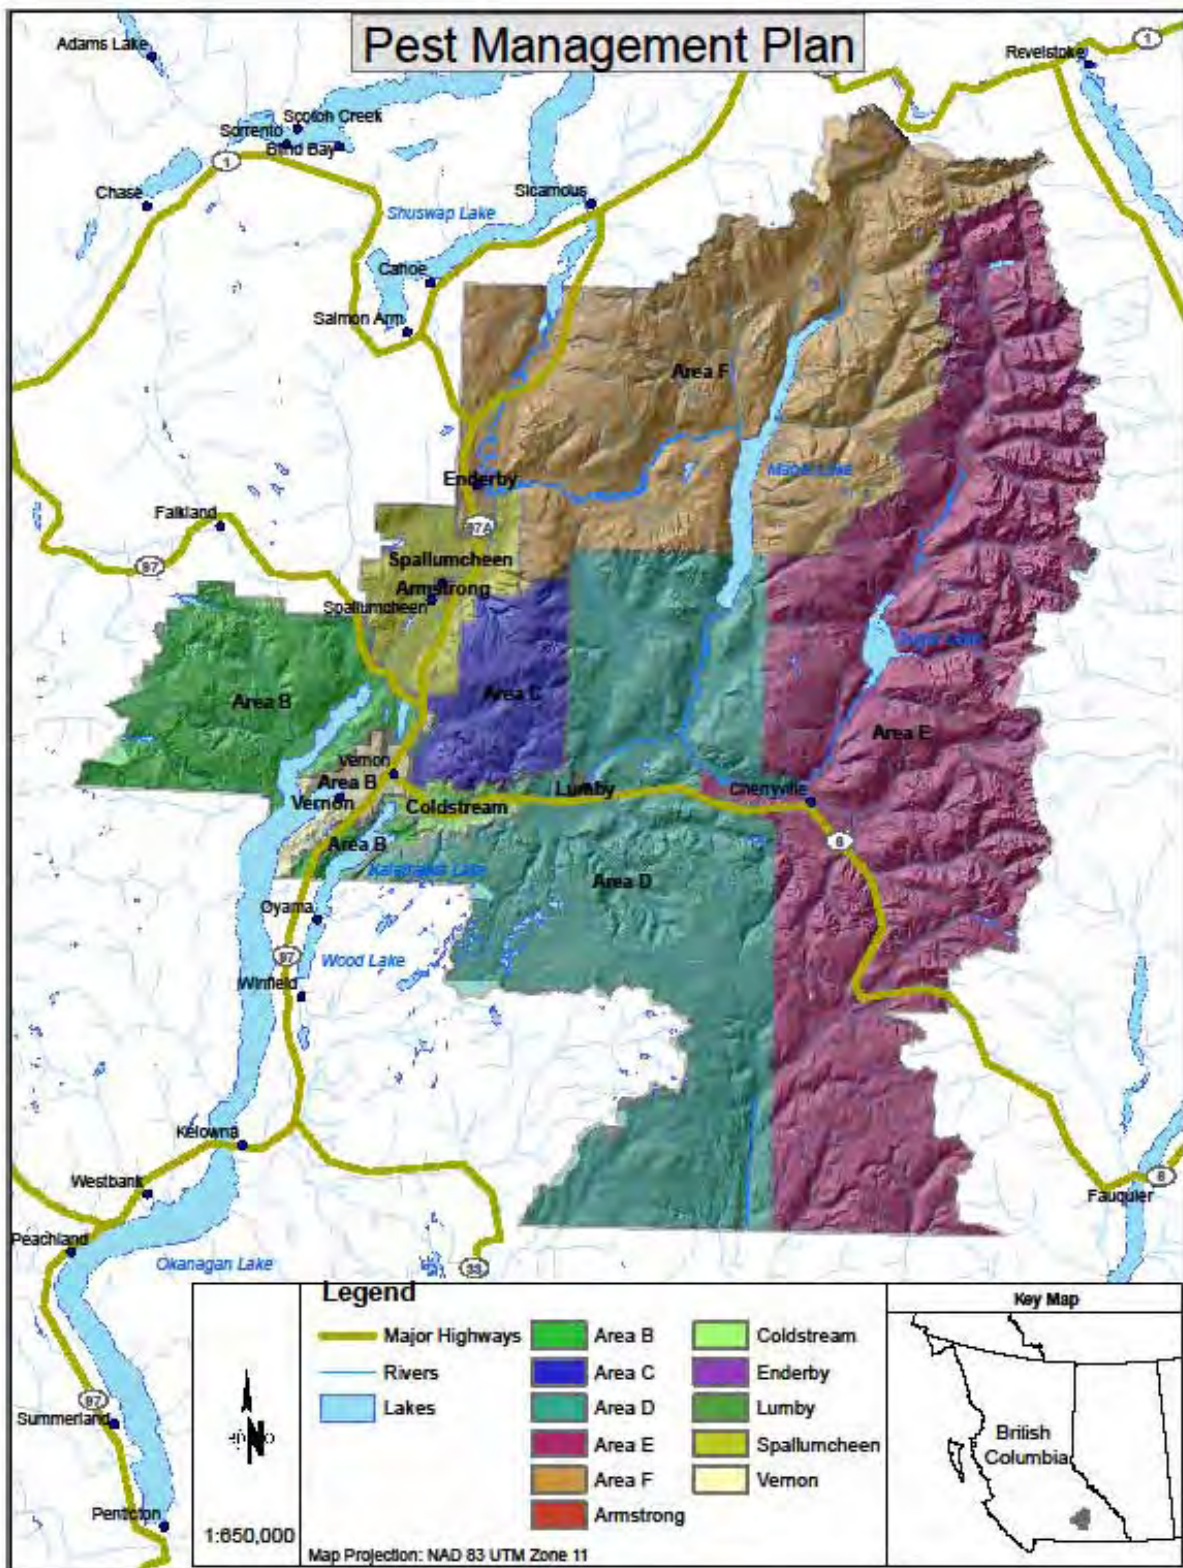 Pest Management Plan
Adams Lake
Revelstoke
1
Scotch Creek
Sorrento
Blind Bay
1
Chase
Sicamous
Shuswap Lake
Canoe
Salmon Arm
Area F
Mabel Lake
Enderby
97A
Falkland
97
Spallumcheen
Armstrong
Spallumcheen
Sugar Lake
Area B
Area C
Area E
Vernon
Area B
Vernon
Coldstream
Lumby
Cherryville
6
Area B
Kalamalka Lake
Area D
Oyama
97
Wood Lake
Winfield
Kelowna
Westbank
6
Fauquier
Peachland
Okanagan Lake
33
97
Summerland
Penticton
N
1:650,000
Legend
Major Highways
Rivers
Lakes
Area B
Area C
Area D
Area E
Area F
Armstrong
Coldstream
Enderby
Lumby
Spallumcheen
Vernon
Map Projection: NAD 83 UTM Zone 11
Key Map
British
Columbia